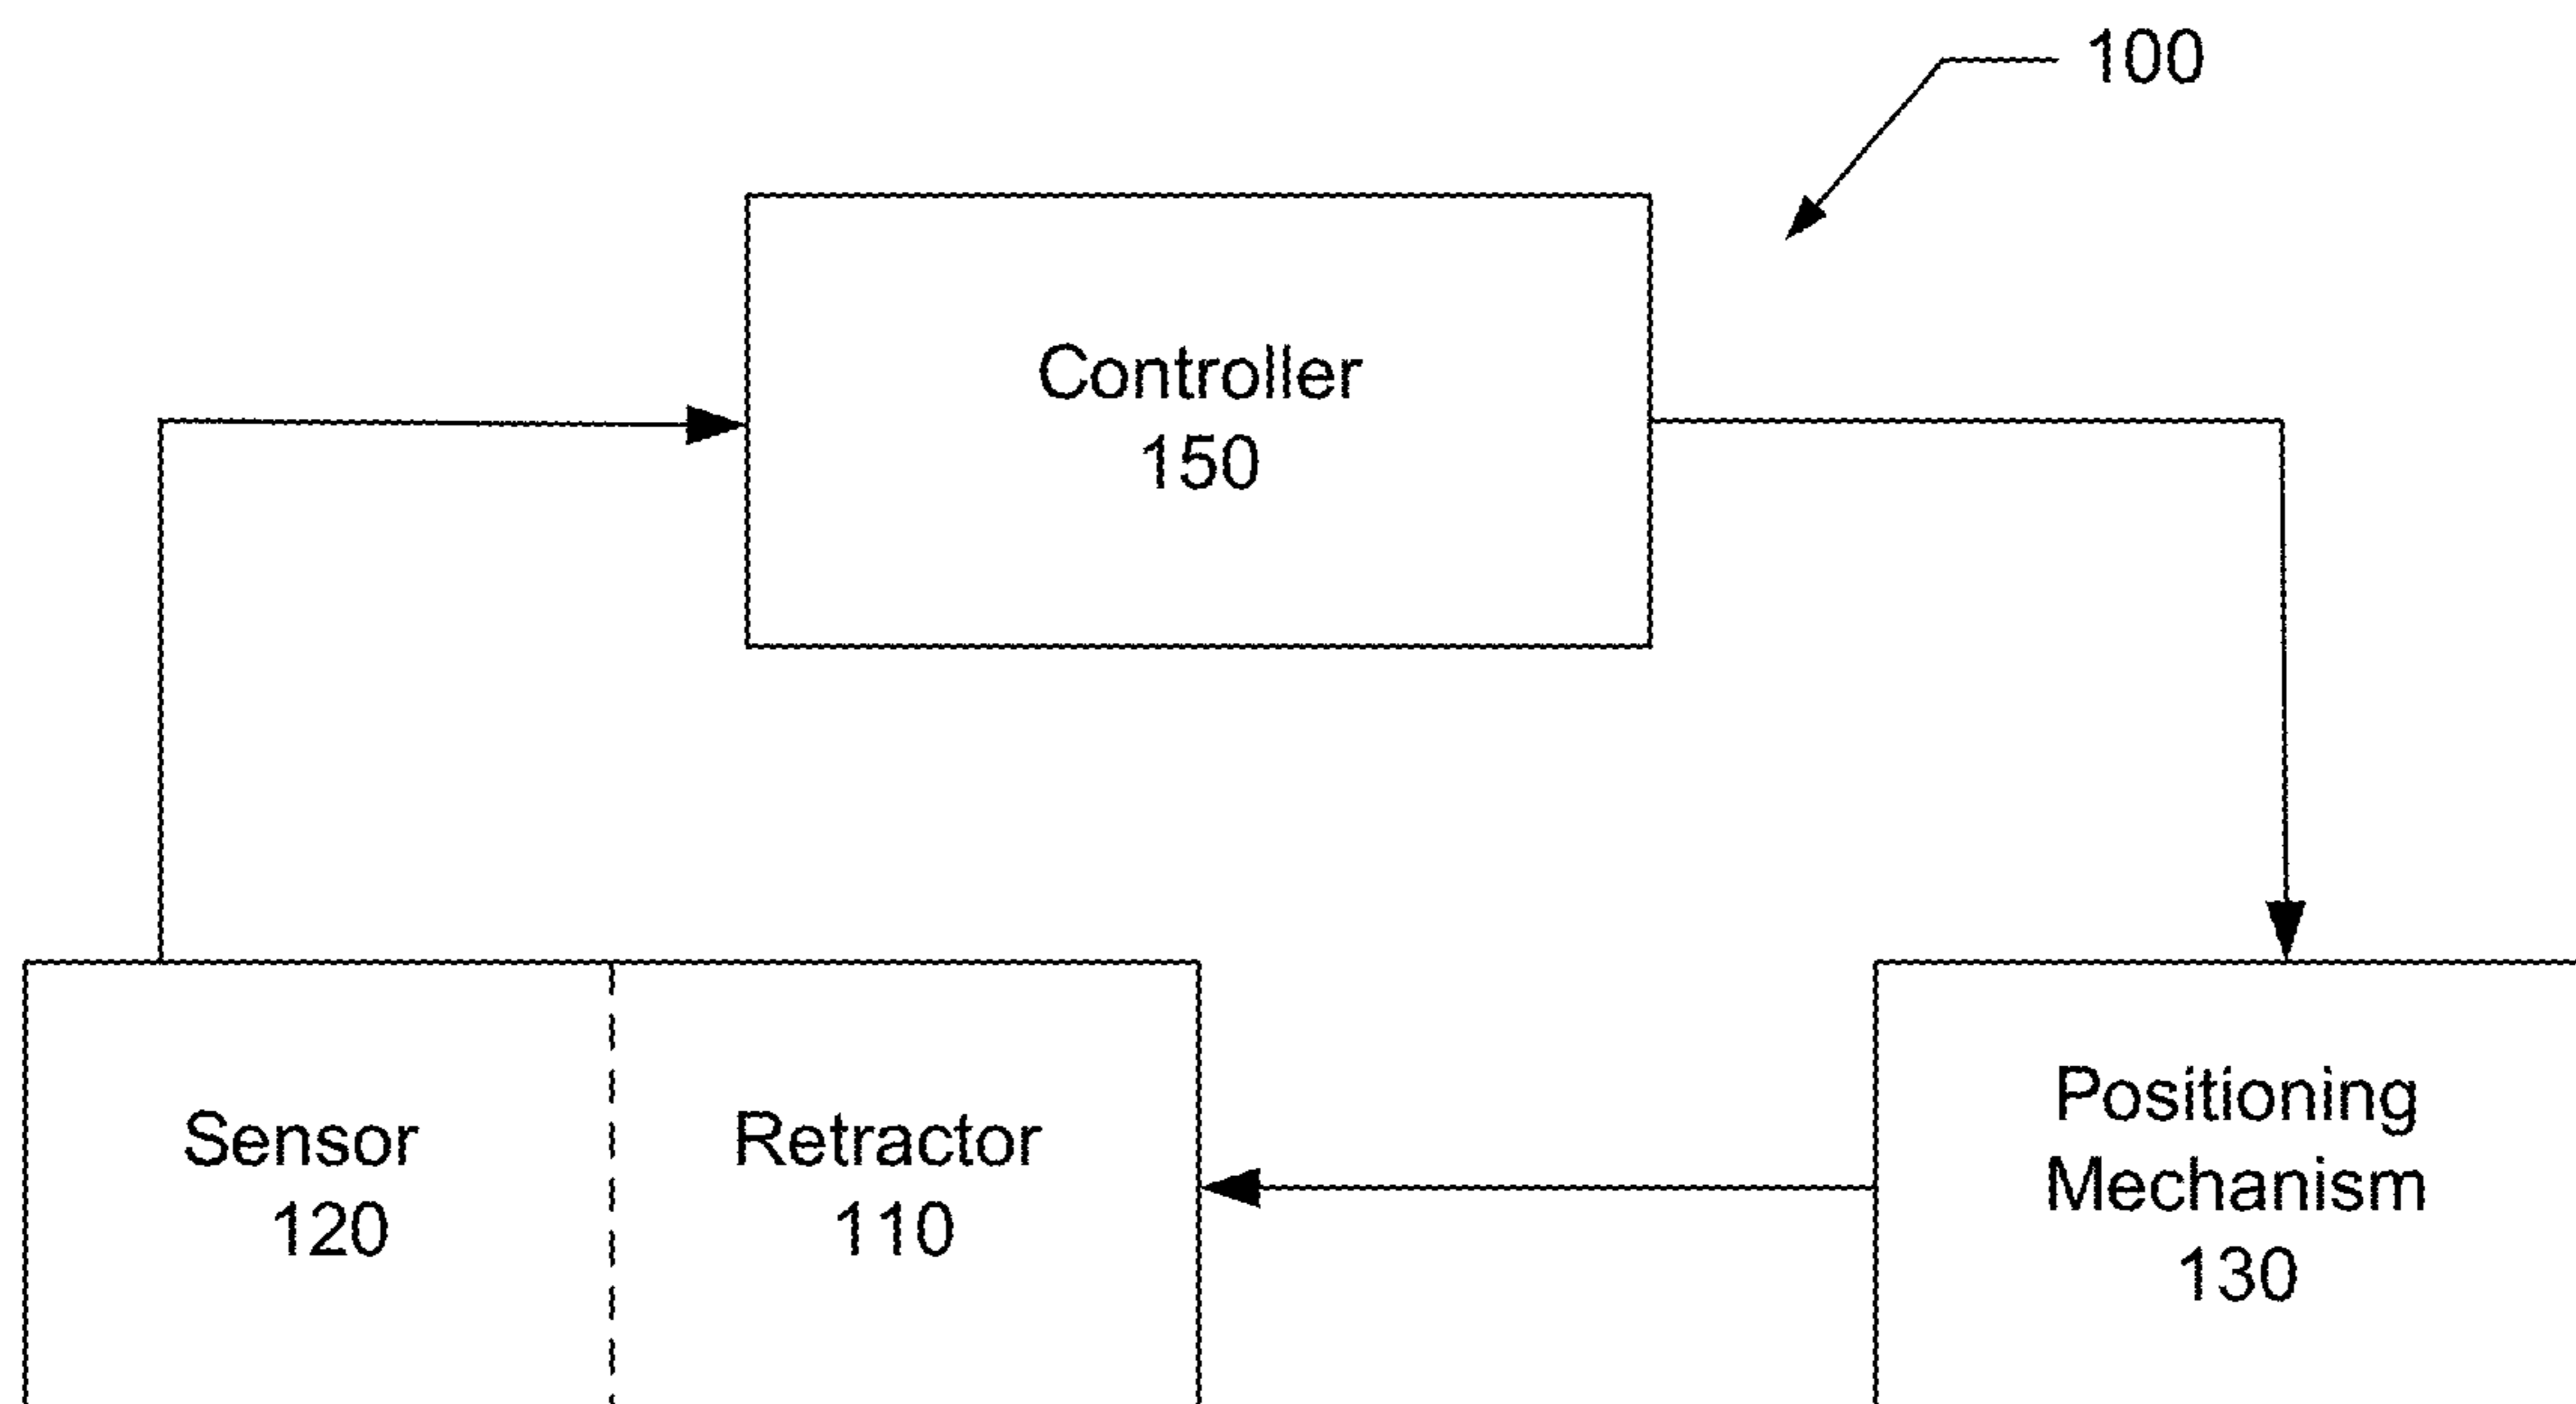 100
Controller
150
Sensor
120
Retractor
110
Positioning
Mechanism
130